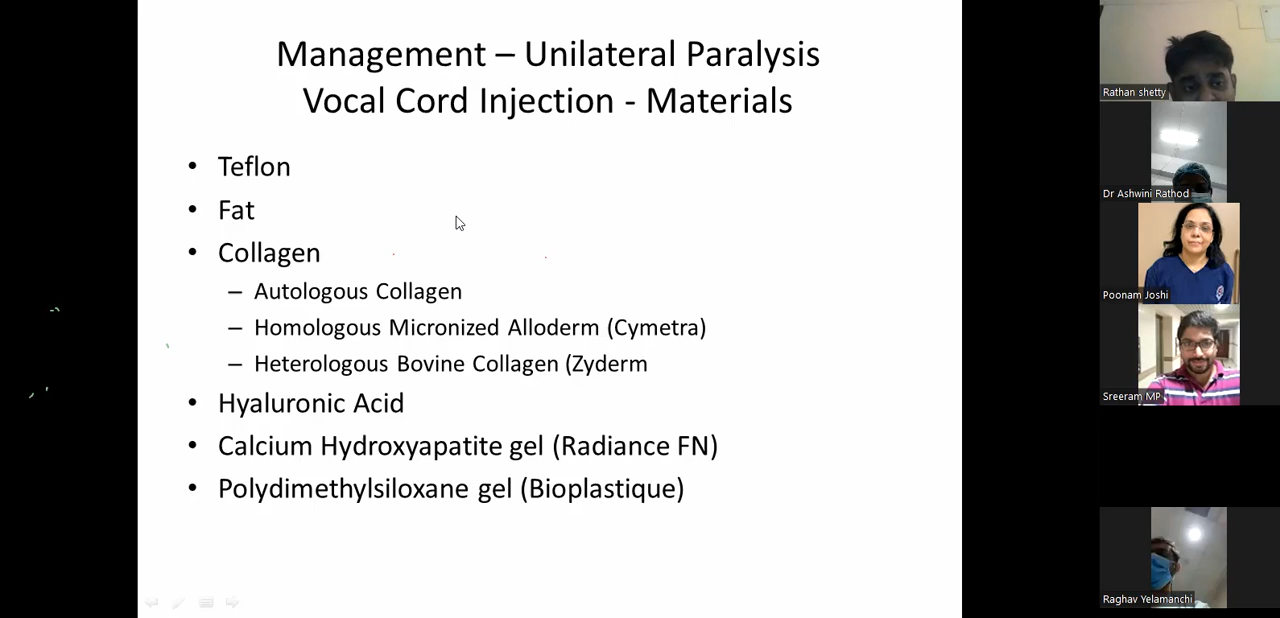 Management – Unilateral Paralysis
Vocal Cord Injection - Materials
• Teflon
• Fat
• Collagen
– Autologous Collagen
– Homologous Micronized Alloderm (Cymetra)
– Heterologous Bovine Collagen (Zyderm
• Hyaluronic Acid
• Calcium Hydroxyapatite gel (Radiance FN)
• Polydimethylsiloxane gel (Bioplastique)
Rathan shetty
Dr Ashwini Rathod
Poonam Joshi
Sreeram MP
Raghav Yelamanchi